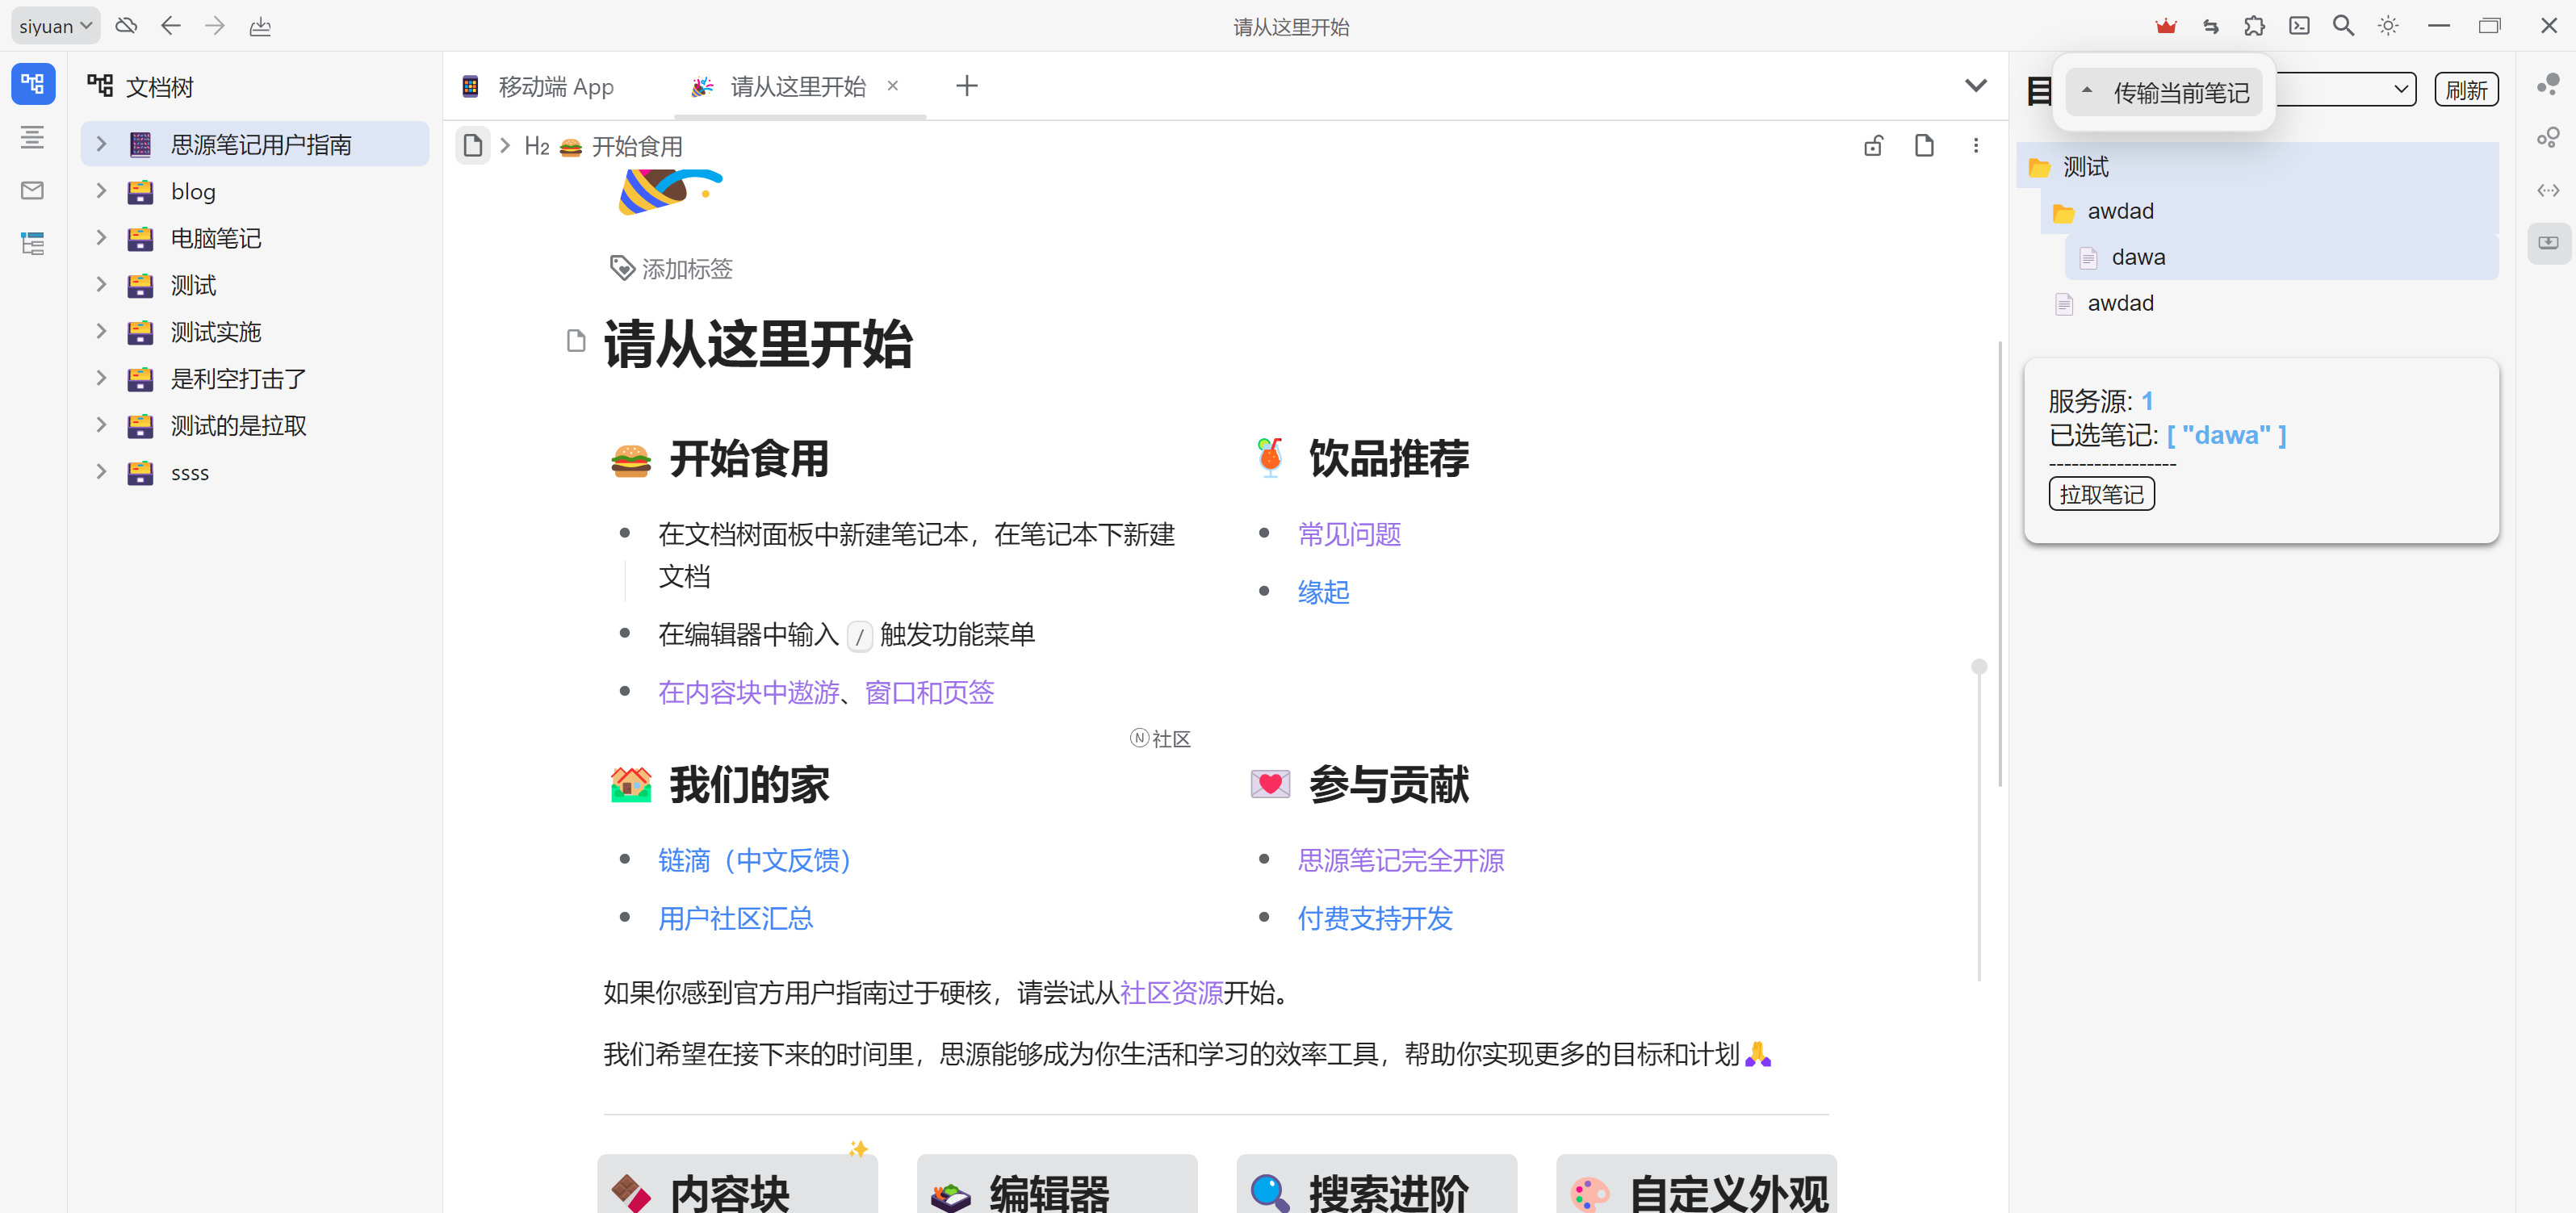 siyuan
请从这里开始
文档树
思源笔记用户指南
blog
电脑笔记
测试
测试实施
是利空打击了
测试的是拉取
ssss
移动端 App
请从这里开始
H2 开始食用
添加标签
请从这里开始
开始食用
在文档树面板中新建笔记本，在笔记本下新建
文档
在编辑器中输入 / 触发功能菜单
在内容块中遨游、窗口和页签
饮品推荐
常见问题
缘起
N社区
我们的家
链滴（中文反馈）
用户社区汇总
参与贡献
思源笔记完全开源
付费支持开发
如果你感到官方用户指南过于硬核，请尝试从社区资源开始。
我们希望在接下来的时间里，思源能够成为你生活和学习的效率工具，帮助你实现更多的目标和计划
内容块
编辑器
搜索进阶
自定义外观
目
传输当前笔记
刷新
测试
awdad
dawa
awdad
服务源: 1
已选笔记: [ "dawa" ]
-----------------
拉取笔记